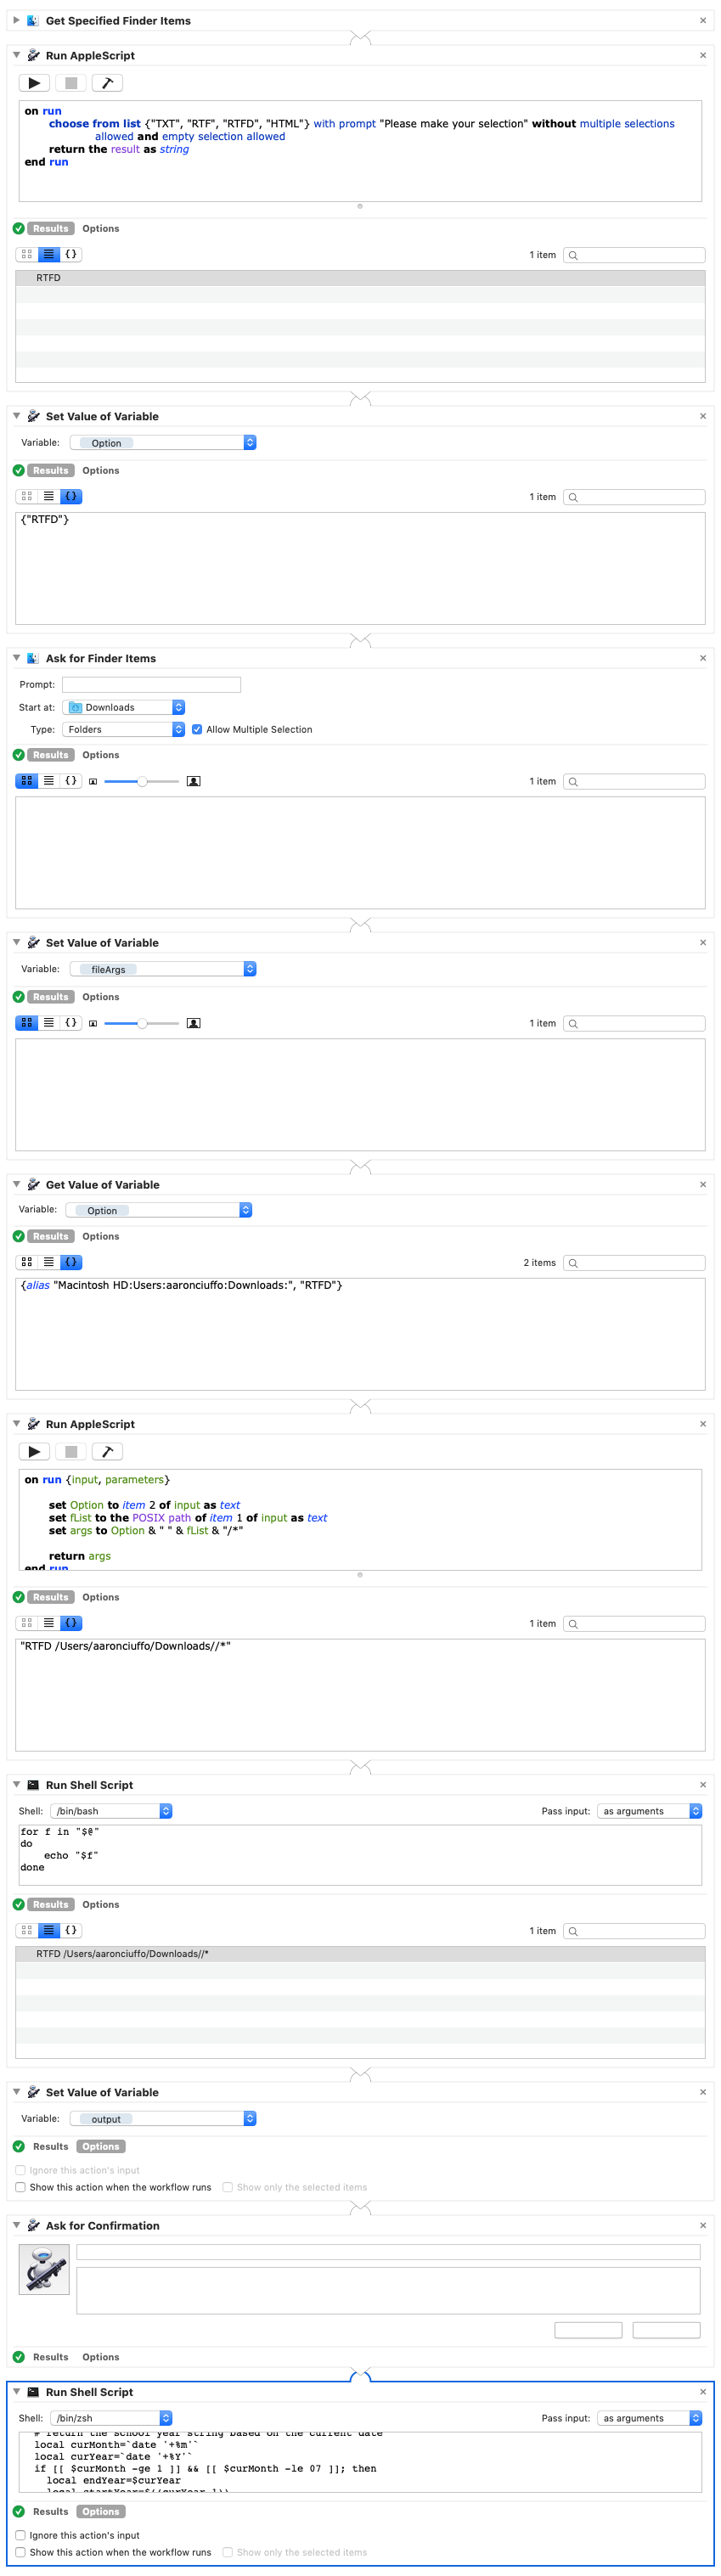 Get Specified Finder Items
Run AppleScript
on run
choose from list {"TXT", "RTF", "RTFD", "HTML"} with prompt "Please make your selection" without multiple selections
allowed and empty selection allowed
return the result as string
end run
Results Options
1 item
RTFD
Set Value of Variable
Variable: Option
Results Options
1 item
{"RTFD"}
Ask for Finder Items
Prompt:
Start at: Downloads
Type: Folders Allow Multiple Selection
Results Options
1 item
Set Value of Variable
Variable: fileArgs
Results Options
1 item
Get Value of Variable
Variable: Option
Results Options
2 items
{alias "Macintosh HD:Users:aaronciuffo:Downloads:", "RTFD"}
Run AppleScript
on run {input, parameters}
set Option to item 2 of input as text
set fList to the POSIX path of item 1 of input as text
set args to Option & " " & fList & "/*"
return args
end run
Results Options
1 item
"RTFD /Users/aaronciuffo/Downloads//*"
Run Shell Script
Shell: /bin/bash Pass input: as arguments
for f in "$@"
do
echo "$f"
done
Results Options
1 item
RTFD /Users/aaronciuffo/Downloads//*
Set Value of Variable
Variable: output
Results Options
Ignore this action's input
Show this action when the workflow runs Show only the selected items
Ask for Confirmation
Results Options
Run Shell Script
Shell: /bin/zsh Pass input: as arguments
# return the school year string based on the current date
local curMonth=`date '+%m'`
local curYear=`date '+%Y'`
if [[ $curMonth -ge 1 ]] && [[ $curMonth -le 07 ]]; then
local endYear=$curYear
local startYear=$((curYear-1))
Results Options
Ignore this action's input
Show this action when the workflow runs Show only the selected items